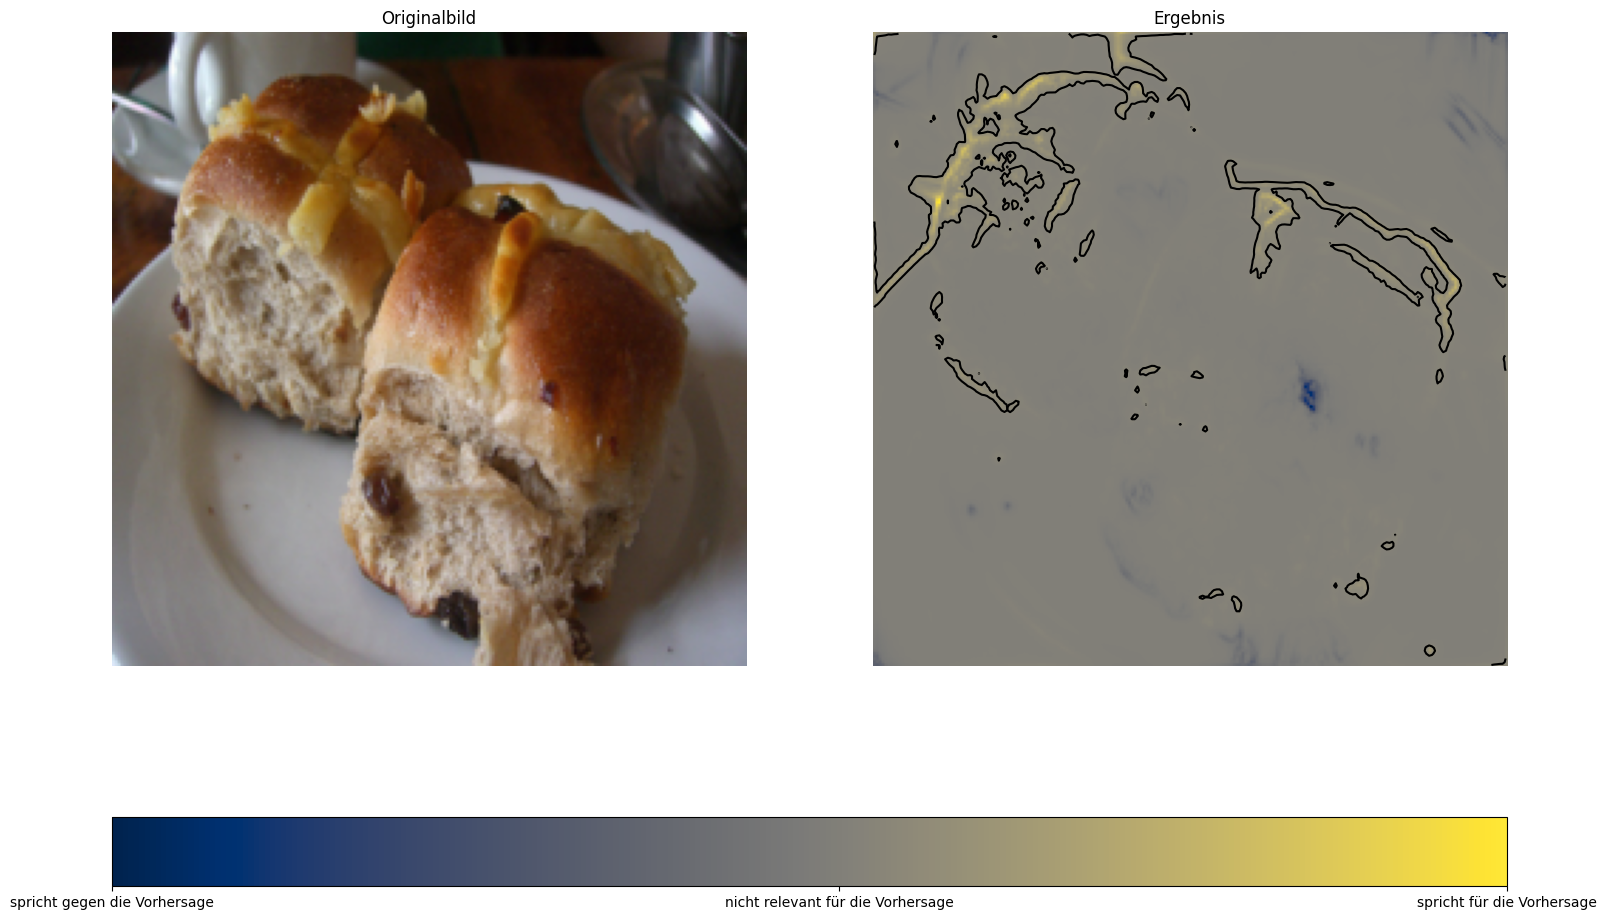 Originalbild
Ergebnis
spricht gegen die Vorhersage
nicht relevant für die Vorhersage
spricht für die Vorhersage